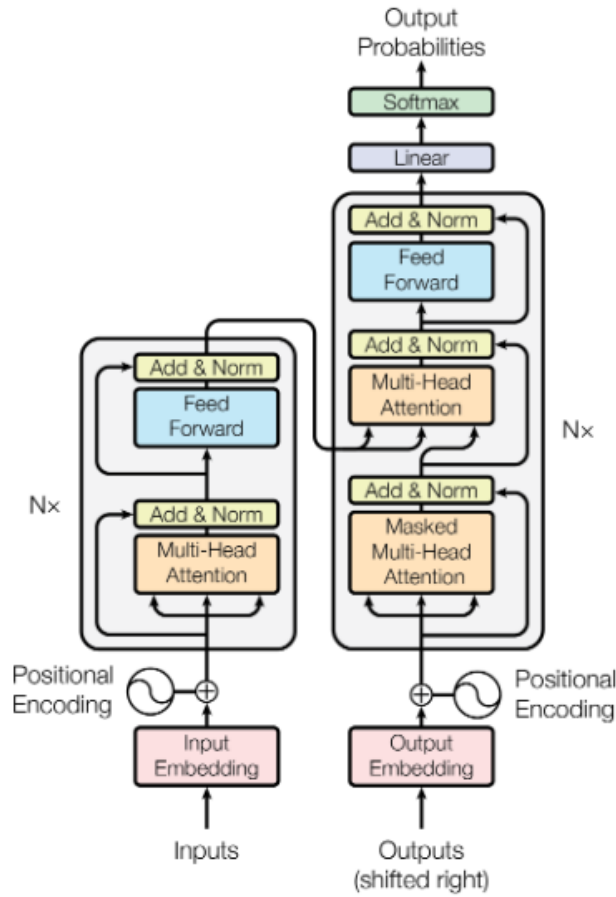 Output
Probabilities
Softmax
Linear
Add & Norm
Feed
Forward
Add & Norm
Multi-Head
Attention
Add & Norm
Masked
Multi-Head
Attention
N×
Positional
Encoding
Output
Embedding
Outputs
(shifted right)
Add & Norm
Feed
Forward
Add & Norm
Multi-Head
Attention
N×
Positional
Encoding
Input
Embedding
Inputs